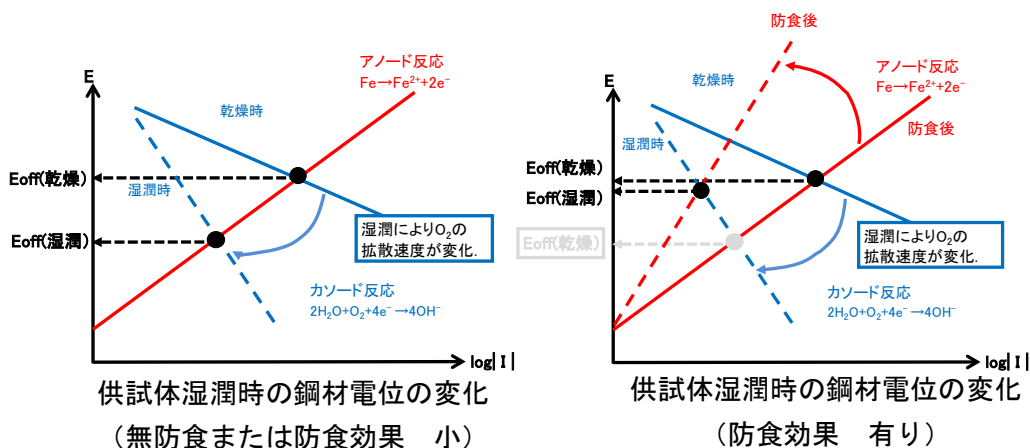 E
アノード反応
Fe→Fe²⁺+2e⁻
乾燥時
Eoff(乾燥)
湿潤時
Eoff(湿潤)
湿潤によりO₂の
拡散速度が変化.
カソード反応
2H₂O+O₂+4e⁻→4OH⁻
log|I|
供試体湿潤時の鋼材電位の変化
（無防食または防食効果　小）
防食後
E
アノード反応
Fe→Fe²⁺+2e⁻
乾燥時
防食後
湿潤時
Eoff(乾燥)
Eoff(湿潤)
Eoff(乾燥)
湿潤によりO₂の
拡散速度が変化.
カソード反応
2H₂O+O₂+4e⁻→4OH⁻
log|I|
供試体湿潤時の鋼材電位の変化
（防食効果　有り）